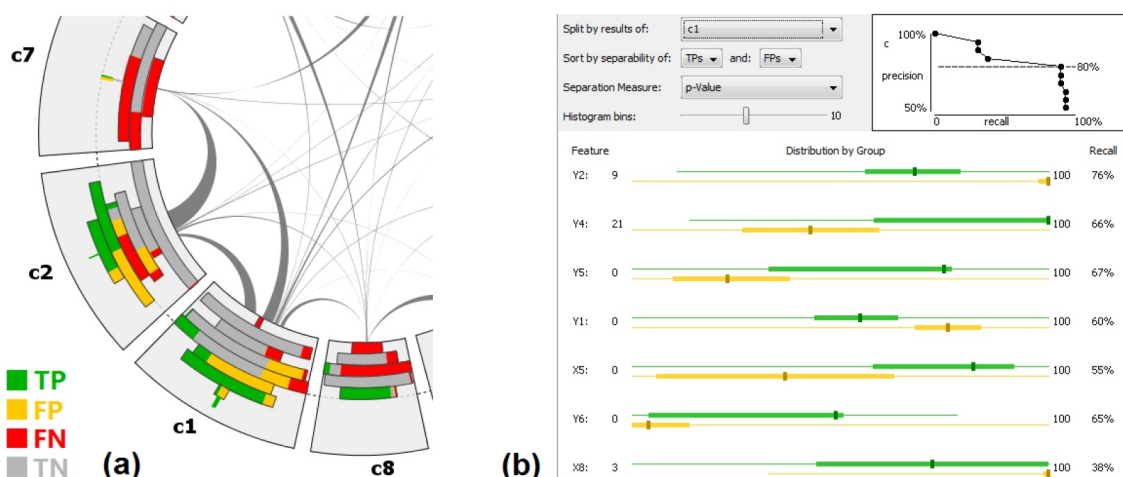 c7
c2
c1
c8
TP
FP
FN
TN
(a)
(b)
Split by results of: c1
Sort by separability of: TPs and: FPs
Separation Measure: p-Value
Histogram bins: 10
100%
c
precision
80%
50%
0 recall 100%
Feature Distribution by Group Recall
Y2: 9 100 76%
Y4: 21 100 66%
Y5: 0 100 67%
Y1: 0 100 60%
X5: 0 100 55%
Y6: 0 100 65%
X8: 3 100 38%